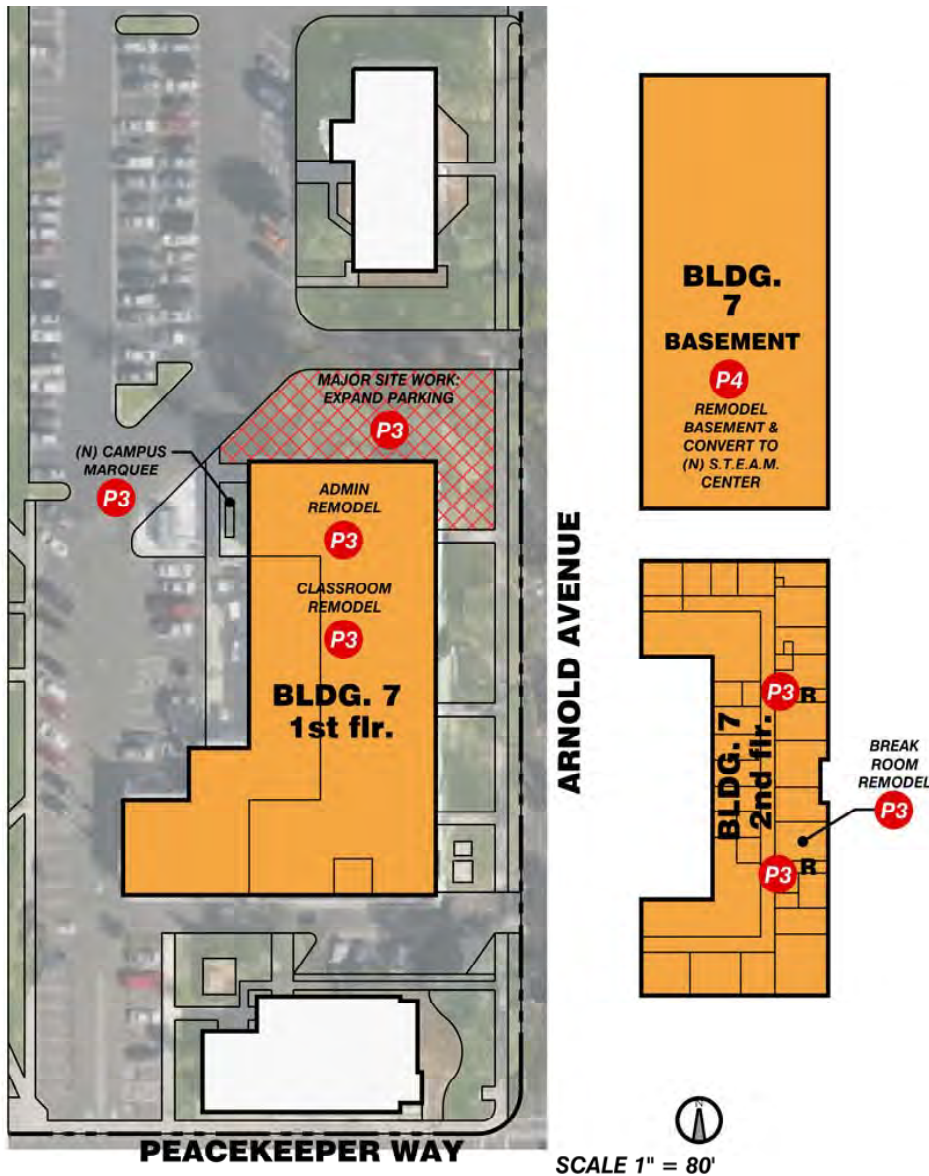 MAJOR SITE WORK:
EXPAND PARKING
P3
(N) CAMPUS
MARQUEE
P3
ADMIN
REMODEL
P3
CLASSROOM
REMODEL
P3
BLDG. 7
1st flr.
ARNOLD AVENUE
PEACEKEEPER WAY
BLDG.
7
BASEMENT
P4
REMODEL
BASEMENT &
CONVERT TO
(N) S.T.E.A.M.
CENTER
BLDG. 7
2nd flr.
P3 R
BREAK
ROOM
REMODEL
P3
P3 R
N
SCALE 1" = 80'